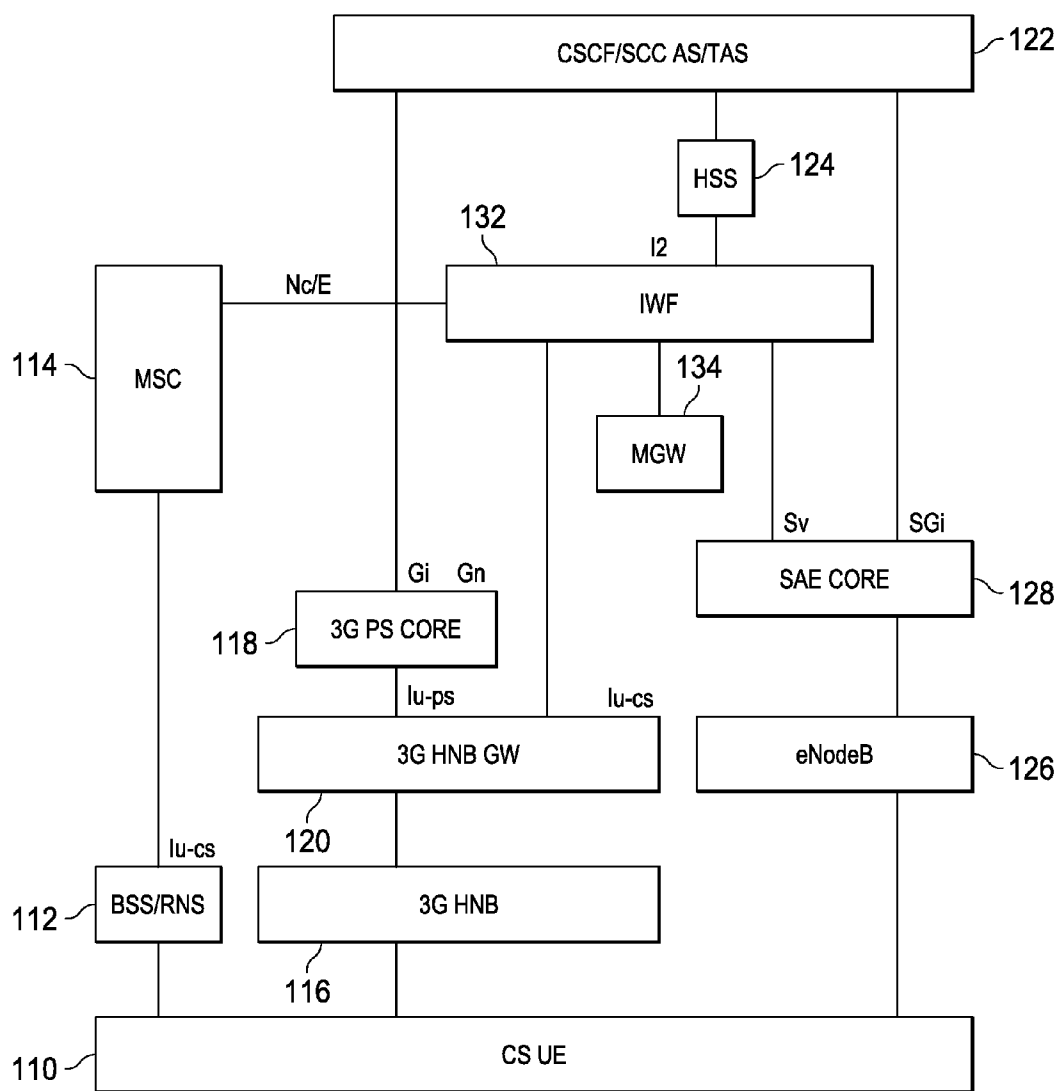 CSCF/SCC AS/TAS
122
HSS
124
132
I2
Nc/E
IWF
114
MSC
134
MGW
Sv
SGi
Gi
Gn
SAE CORE
128
118
3G PS CORE
Iu-ps
Iu-cs
3G HNB GW
eNodeB
126
120
Iu-cs
112
BSS/RNS
3G HNB
116
110
CS UE